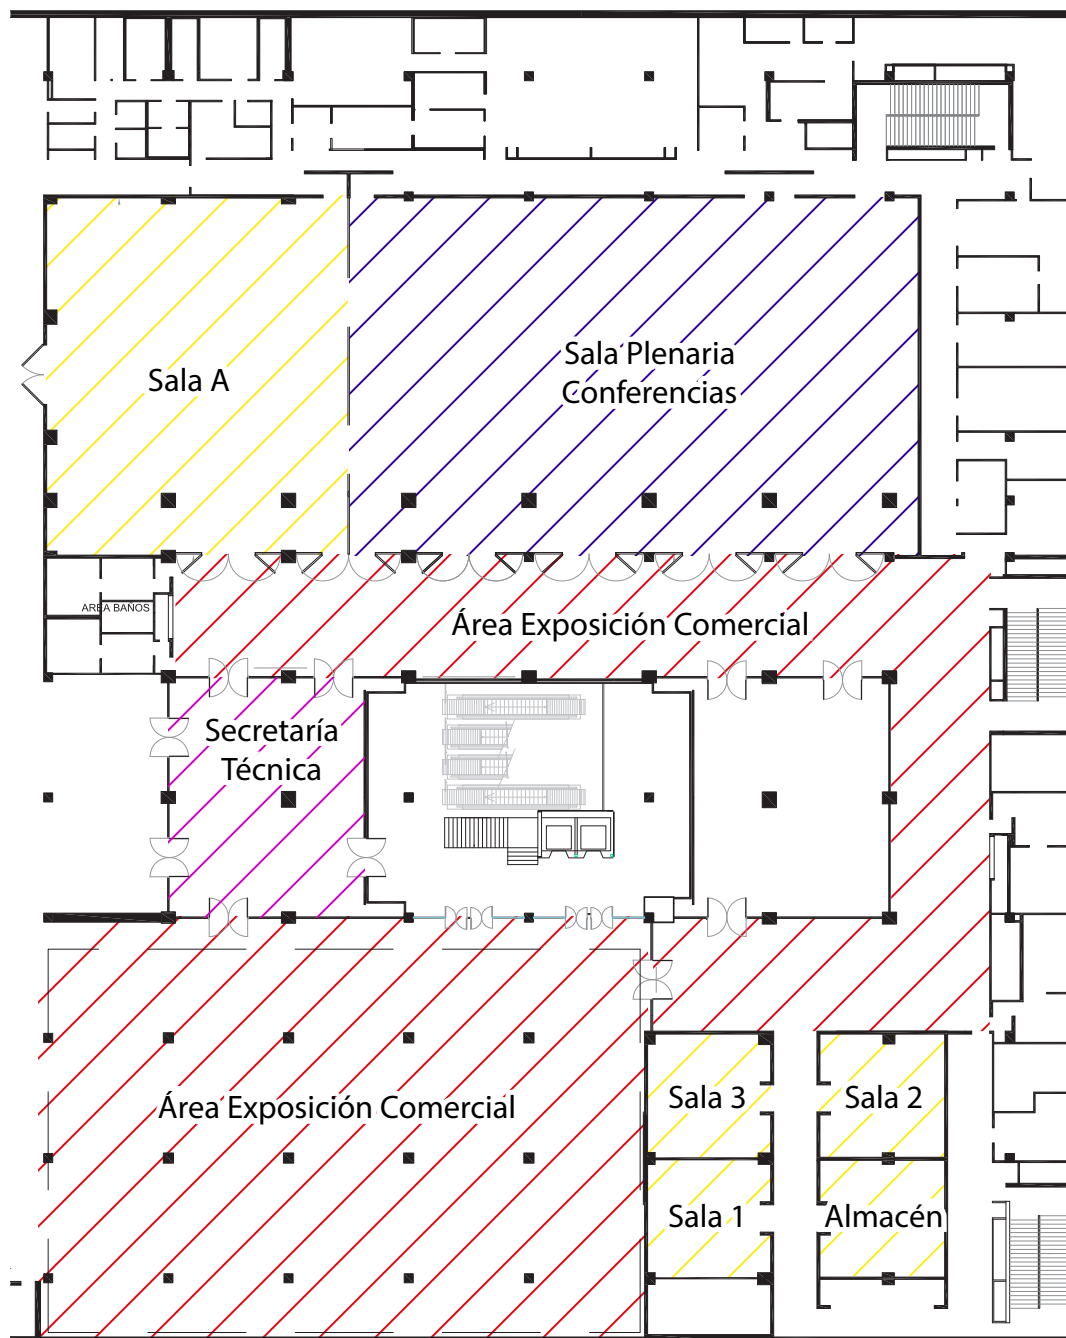 Sala A
Sala Plenaria
Conferencias
AREA BAÑOS
Área Exposición Comercial
Secretaría
Técnica
Área Exposición Comercial
Sala 3
Sala 2
Sala 1
Almacén